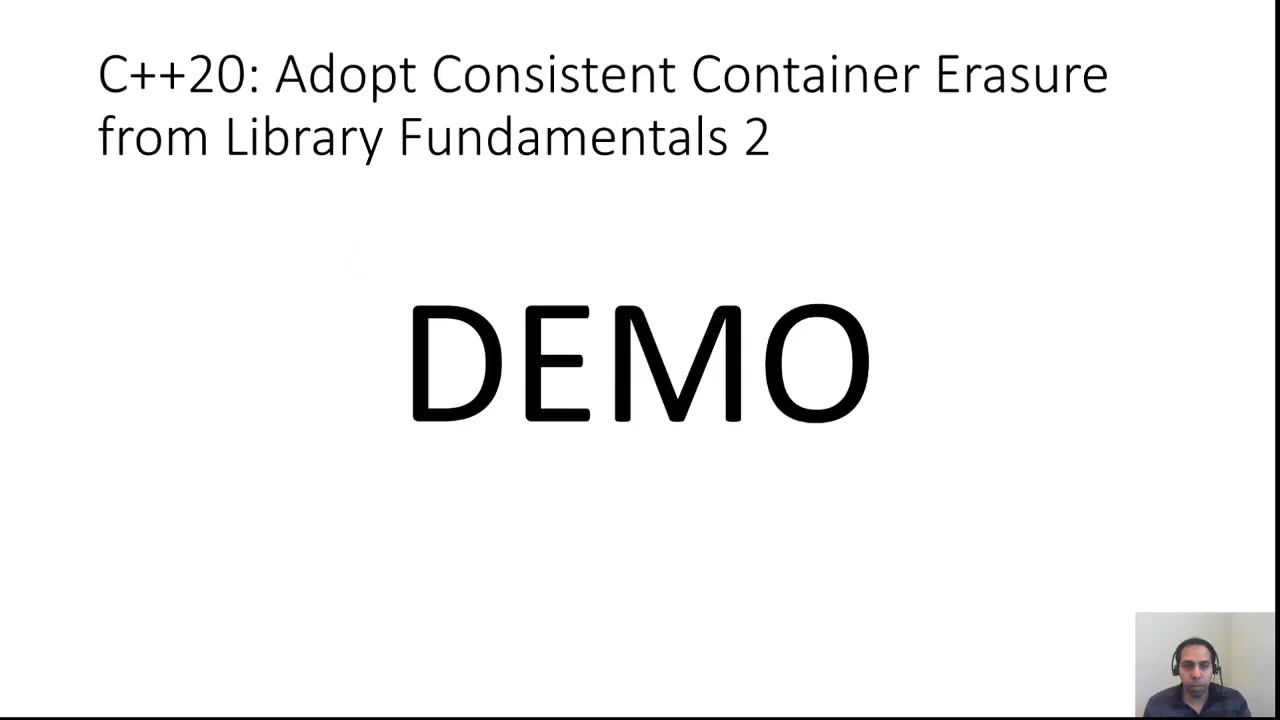 C++20: Adopt Consistent Container Erasure
from Library Fundamentals 2
DEMO